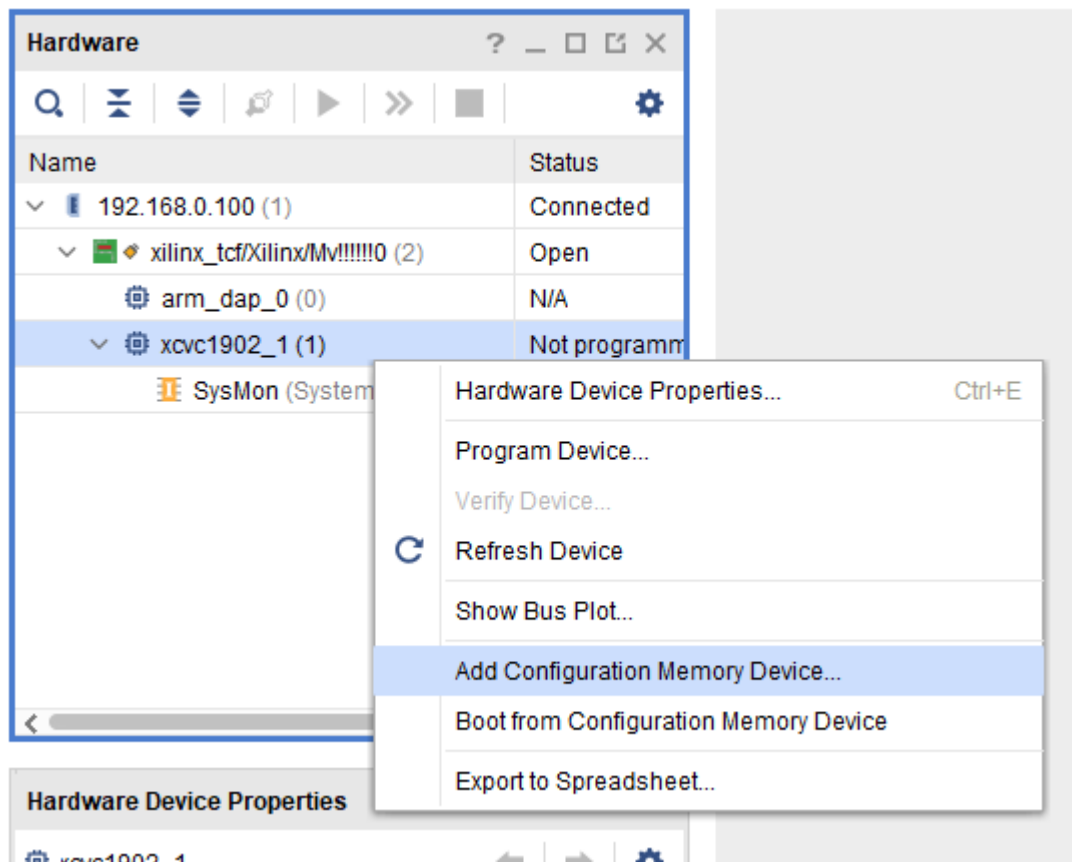 Hardware
Name Status
192.168.0.100 (1) Connected
xilinx_tcf/Xilinx/Mv!!!!!!0 (2) Open
arm_dap_0 (0) N/A
xcvc1902_1 (1) Not programm
SysMon (System
Hardware Device Properties... Ctrl+E
Program Device...
Verify Device...
Refresh Device
Show Bus Plot...
Add Configuration Memory Device...
Boot from Configuration Memory Device
Export to Spreadsheet...
Hardware Device Properties
xcvc1902_1